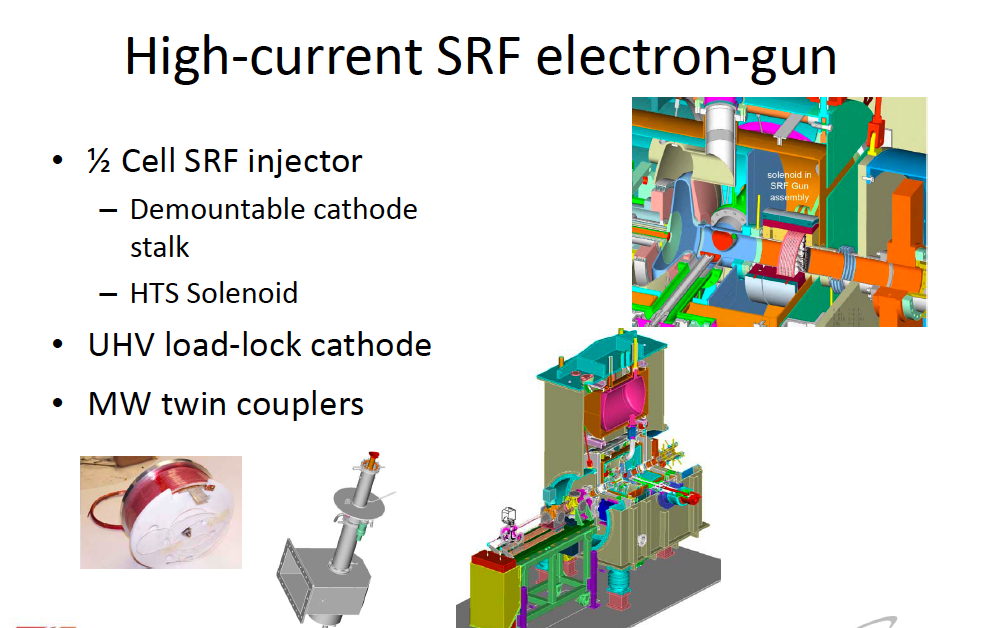 High-current SRF electron-gun
• ½ Cell SRF injector
– Demountable cathode
stalk
– HTS Solenoid
• UHV load-lock cathode
• MW twin couplers
solenoid in
SRF Gun
assembly